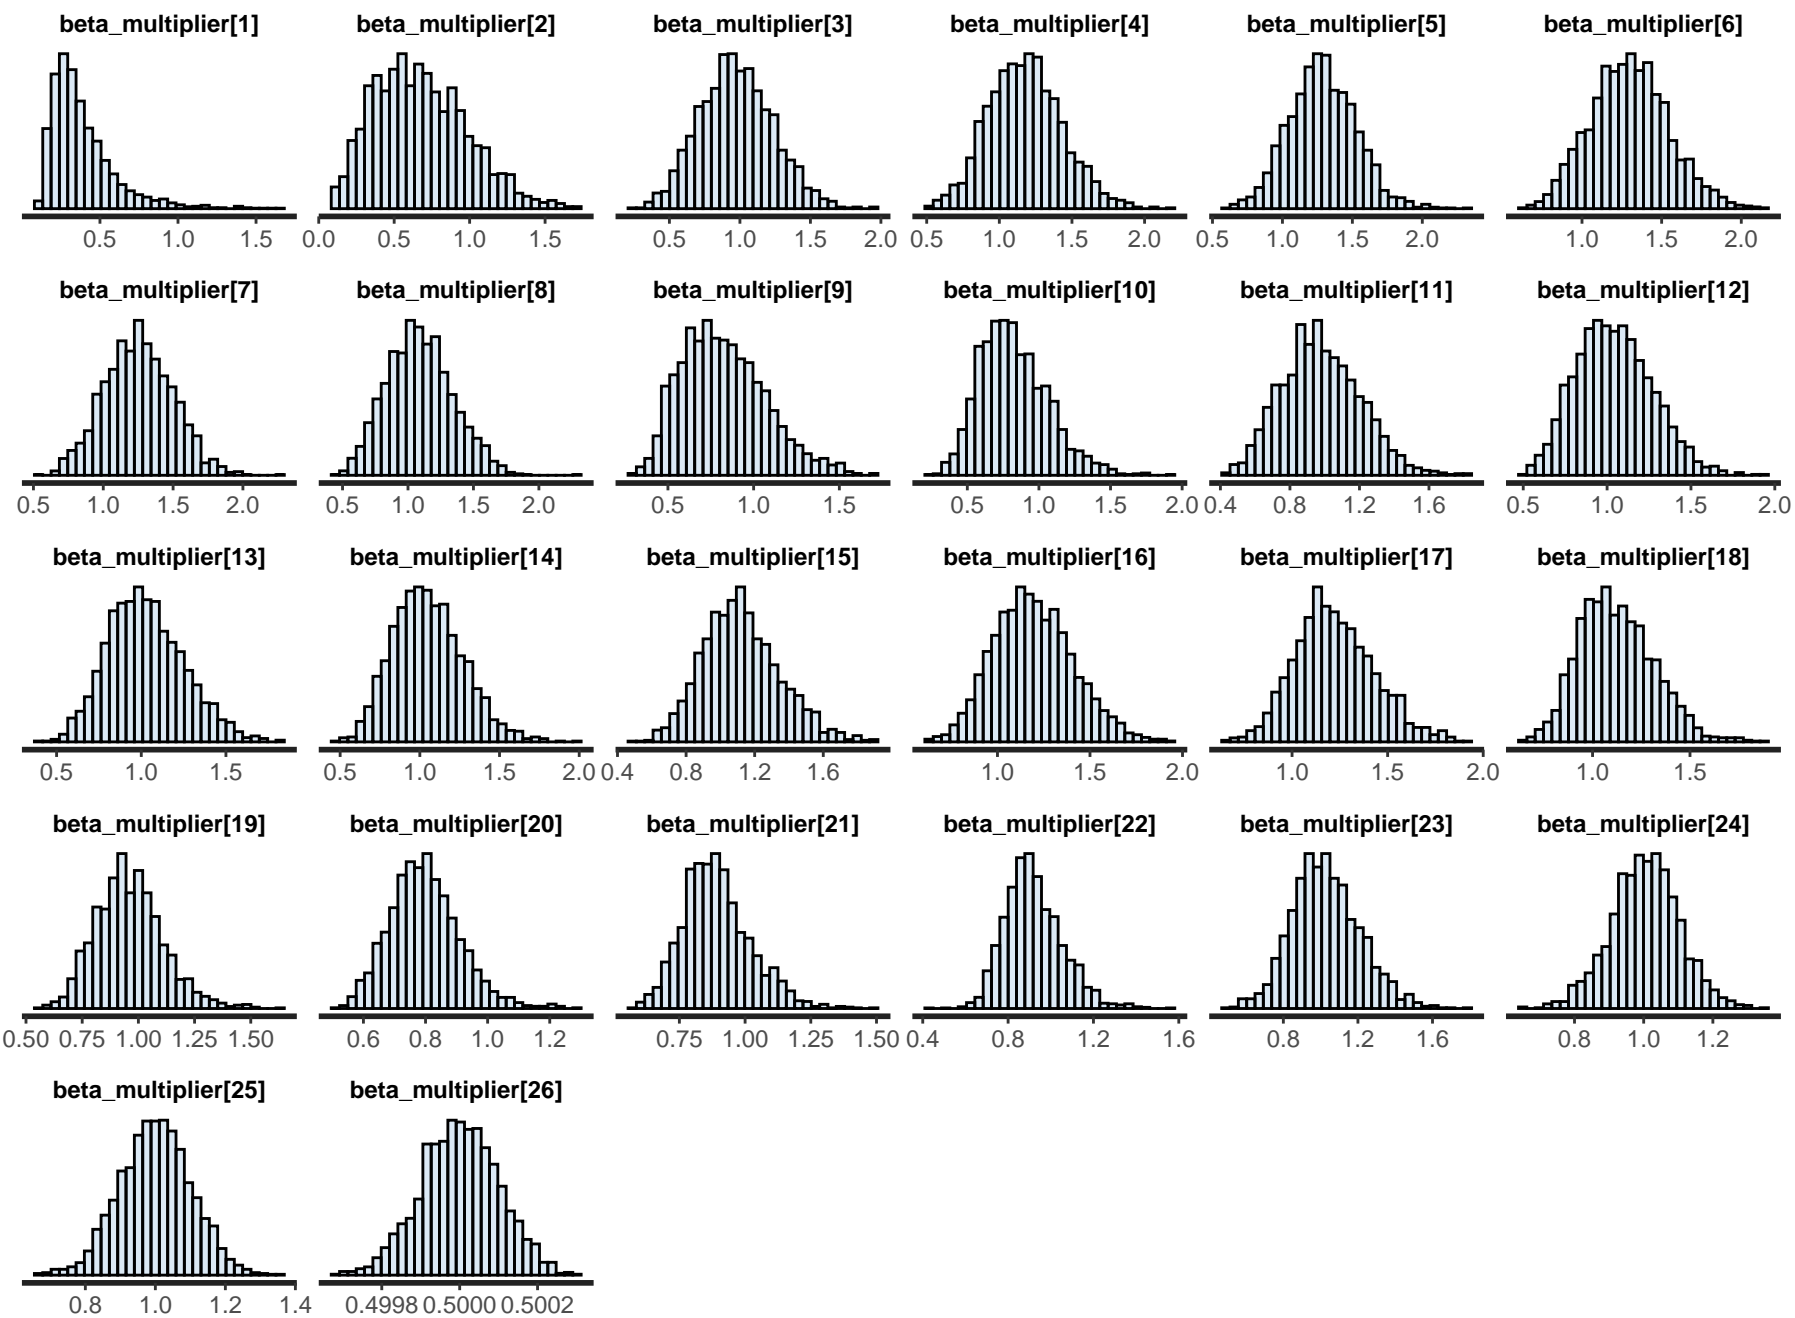 beta_multiplier[1] beta_multiplier[2] beta_multiplier[3] beta_multiplier[4] beta_multiplier[5] beta_multiplier[6]
0.5 1.0 1.5 0.0 0.5 1.0 1.5 0.5 1.0 1.5 2.0 0.5 1.0 1.5 2.0 0.5 1.0 1.5 2.0 1.0 1.5 2.0
beta_multiplier[7] beta_multiplier[8] beta_multiplier[9] beta_multiplier[10] beta_multiplier[11] beta_multiplier[12]
0.5 1.0 1.5 2.0 0.5 1.0 1.5 2.0 0.5 1.0 1.5 0.5 1.0 1.5 2.0 0.4 0.8 1.2 1.6 0.5 1.0 1.5 2.0
beta_multiplier[13] beta_multiplier[14] beta_multiplier[15] beta_multiplier[16] beta_multiplier[17] beta_multiplier[18]
0.5 1.0 1.5 0.5 1.0 1.5 2.0 0.4 0.8 1.2 1.6 1.0 1.5 2.0 1.0 1.5 2.0 1.0 1.5
beta_multiplier[19] beta_multiplier[20] beta_multiplier[21] beta_multiplier[22] beta_multiplier[23] beta_multiplier[24]
0.50 0.75 1.00 1.25 1.50 0.6 0.8 1.0 1.2 0.75 1.00 1.25 1.50 0.4 0.8 1.2 1.6 0.8 1.2 1.6 0.8 1.0 1.2
beta_multiplier[25] beta_multiplier[26]
0.8 1.0 1.2 1.4 0.4998 0.5000 0.5002